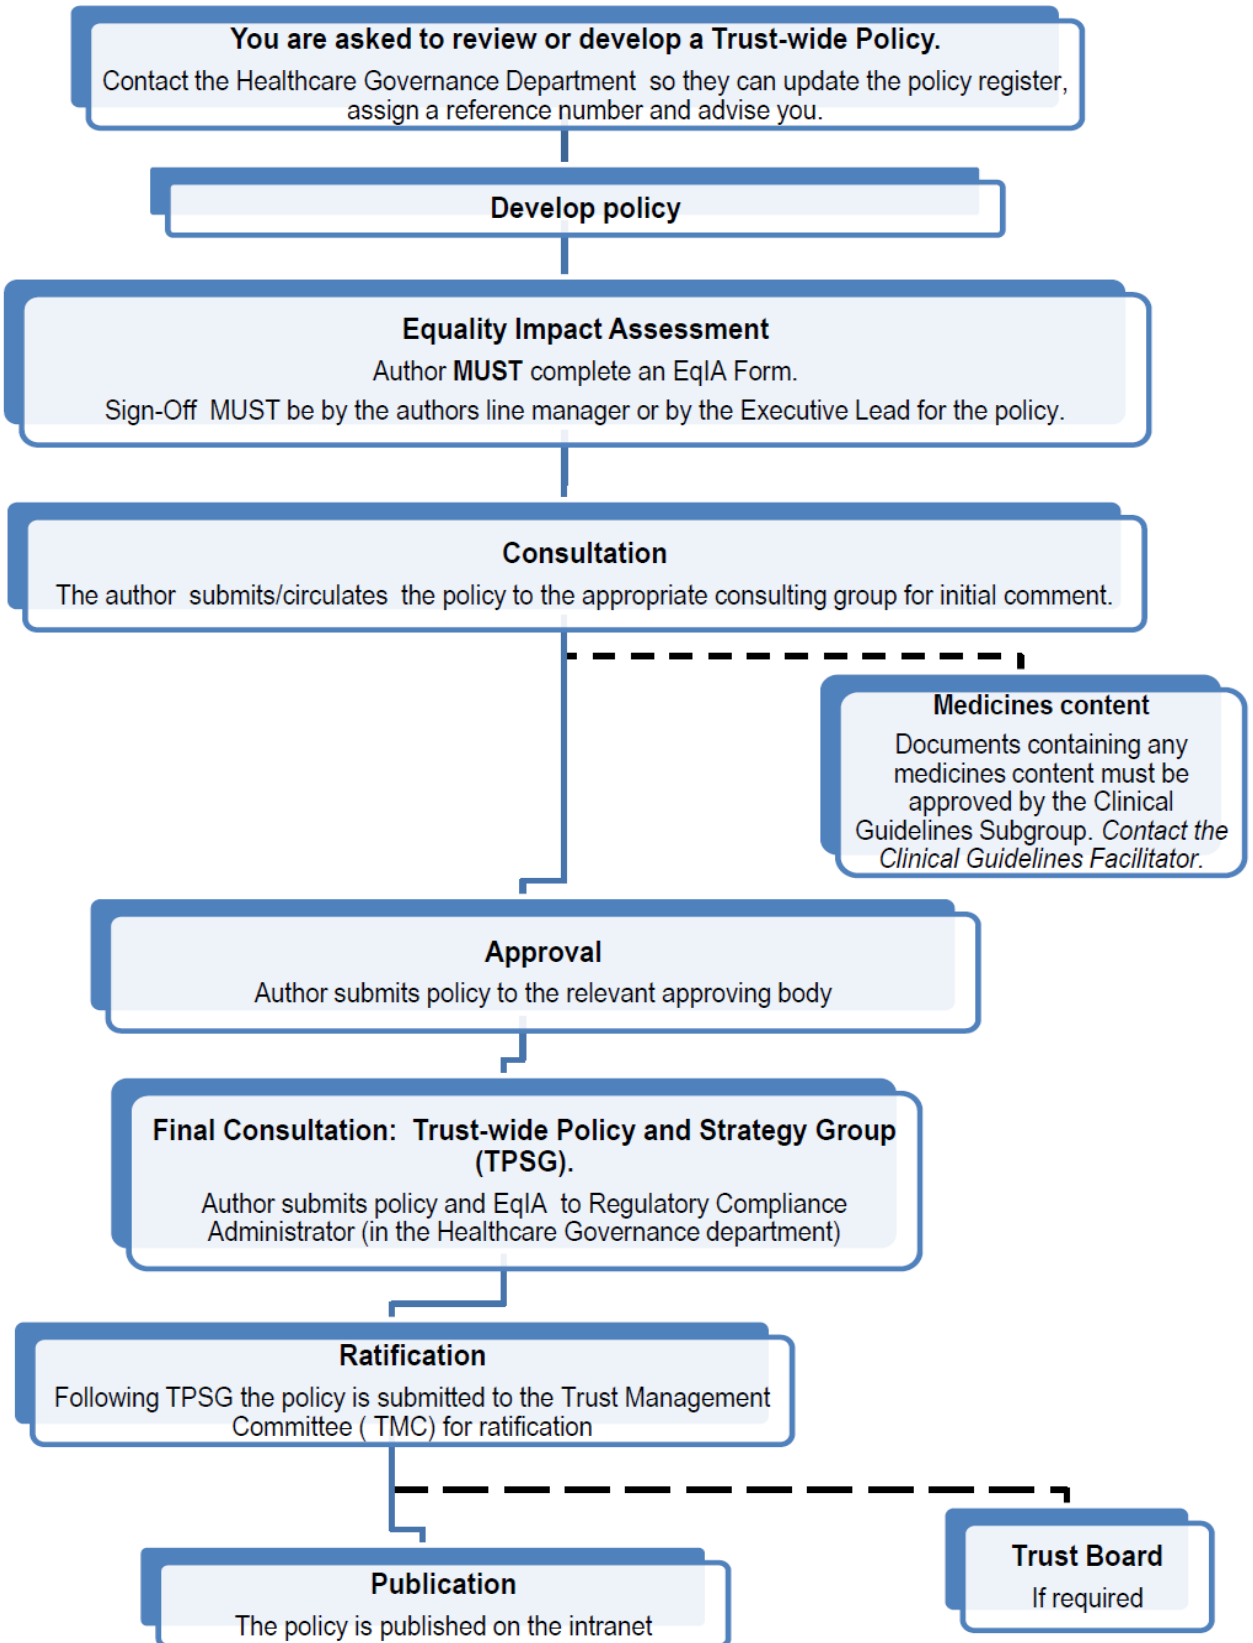 You are asked to review or develop a Trust-wide Policy.
Contact the Healthcare Governance Department so they can update the policy register,
assign a reference number and advise you.
Develop policy
Equality Impact Assessment
Author MUST complete an EqIA Form.
Sign-Off MUST be by the authors line manager or by the Executive Lead for the policy.
Consultation
The author submits/circulates the policy to the appropriate consulting group for initial comment.
Medicines content
Documents containing any
medicines content must be
approved by the Clinical
Guidelines Subgroup. Contact the
Clinical Guidelines Facilitator.
Approval
Author submits policy to the relevant approving body
Final Consultation: Trust-wide Policy and Strategy Group
(TPSG).
Author submits policy and EqIA to Regulatory Compliance
Administrator (in the Healthcare Governance department)
Ratification
Following TPSG the policy is submitted to the Trust Management
Committee ( TMC) for ratification
Trust Board
If required
Publication
The policy is published on the intranet